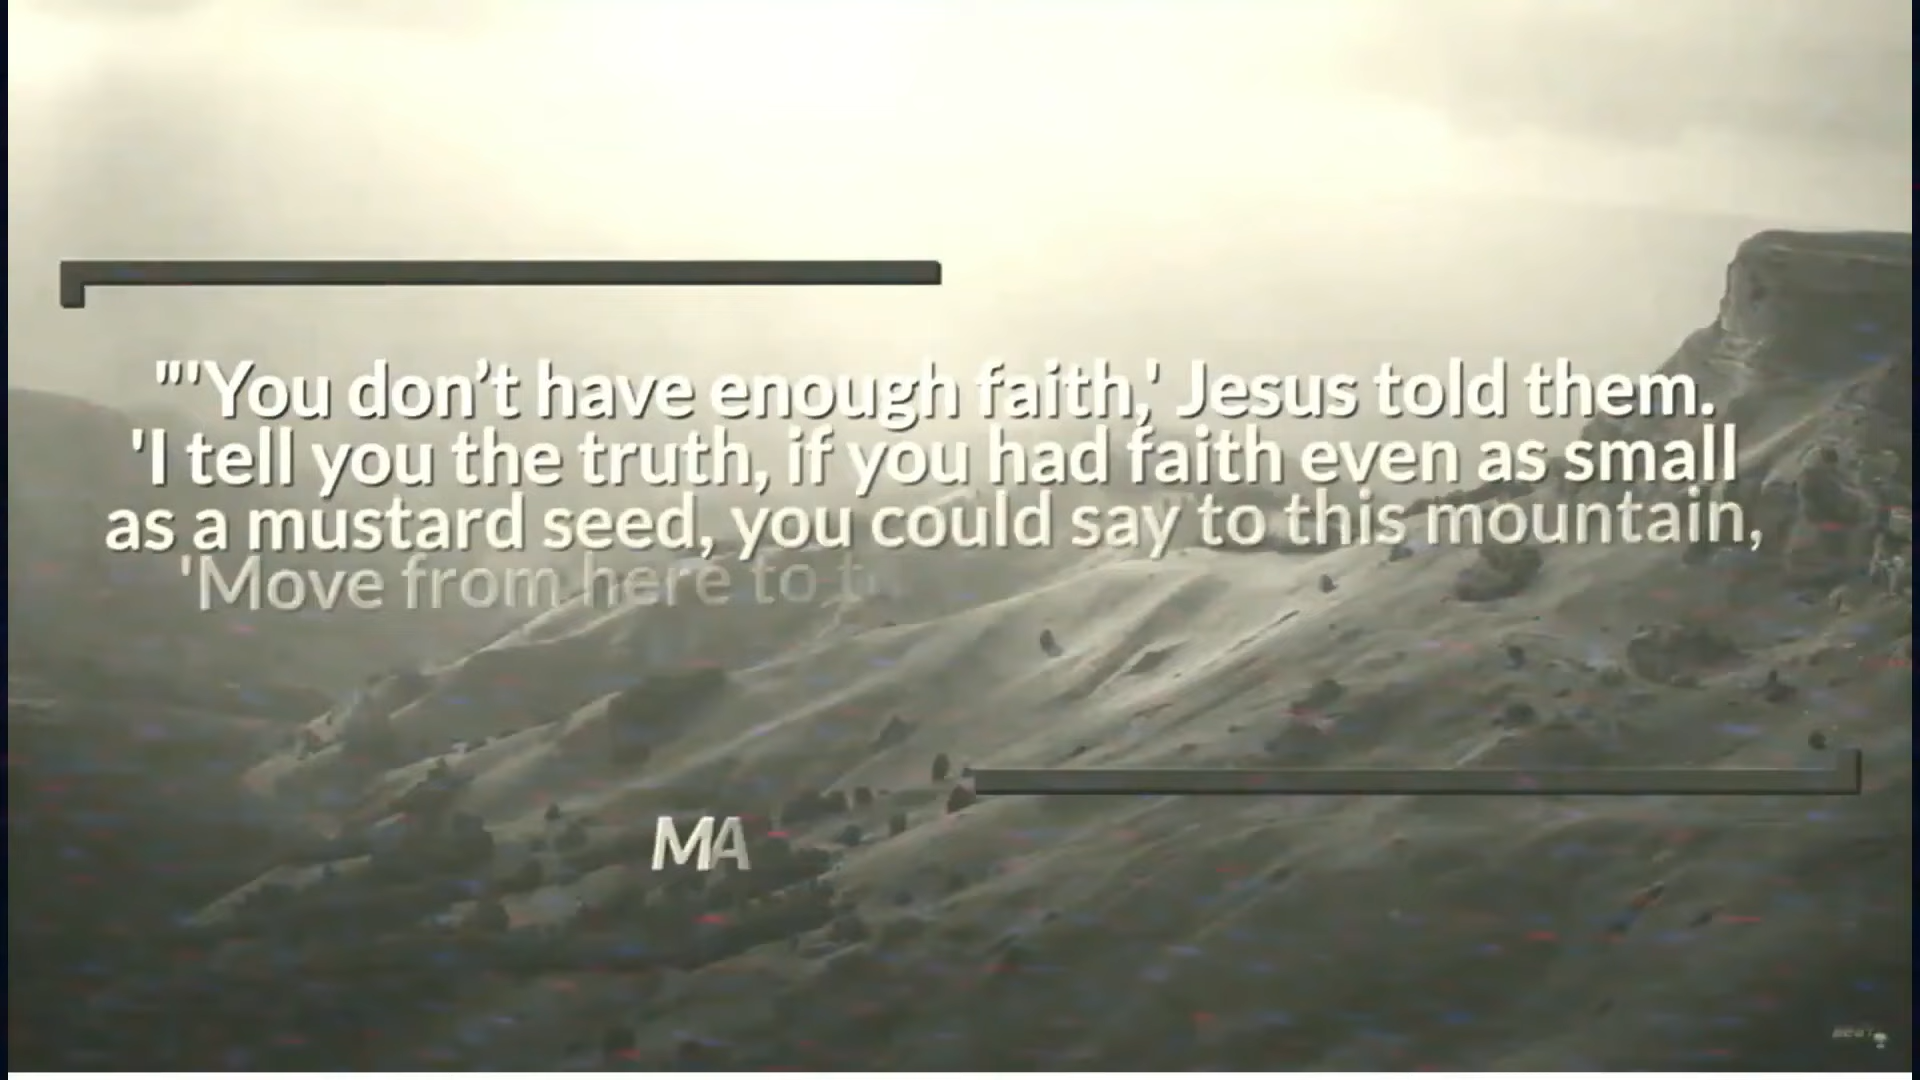 "'You don’t have enough faith,' Jesus told them.
'I tell you the truth, if you had faith even as small
as a mustard seed, you could say to this mountain,
'Move from here to t
MA